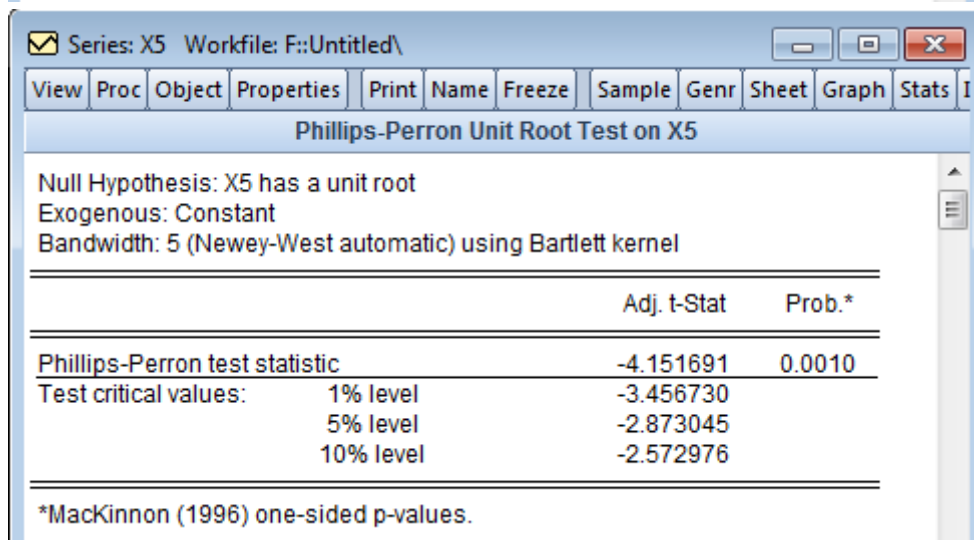 Series: X5 Workfile: F::Untitled\
View Proc Object Properties Print Name Freeze Sample Genr Sheet Graph Stats
Phillips-Perron Unit Root Test on X5
Null Hypothesis: X5 has a unit root
Exogenous: Constant
Bandwidth: 5 (Newey-West automatic) using Bartlett kernel
Adj. t-Stat Prob.*
Phillips-Perron test statistic -4.151691 0.0010
Test critical values: 1% level -3.456730
5% level -2.873045
10% level -2.572976
*MacKinnon (1996) one-sided p-values.